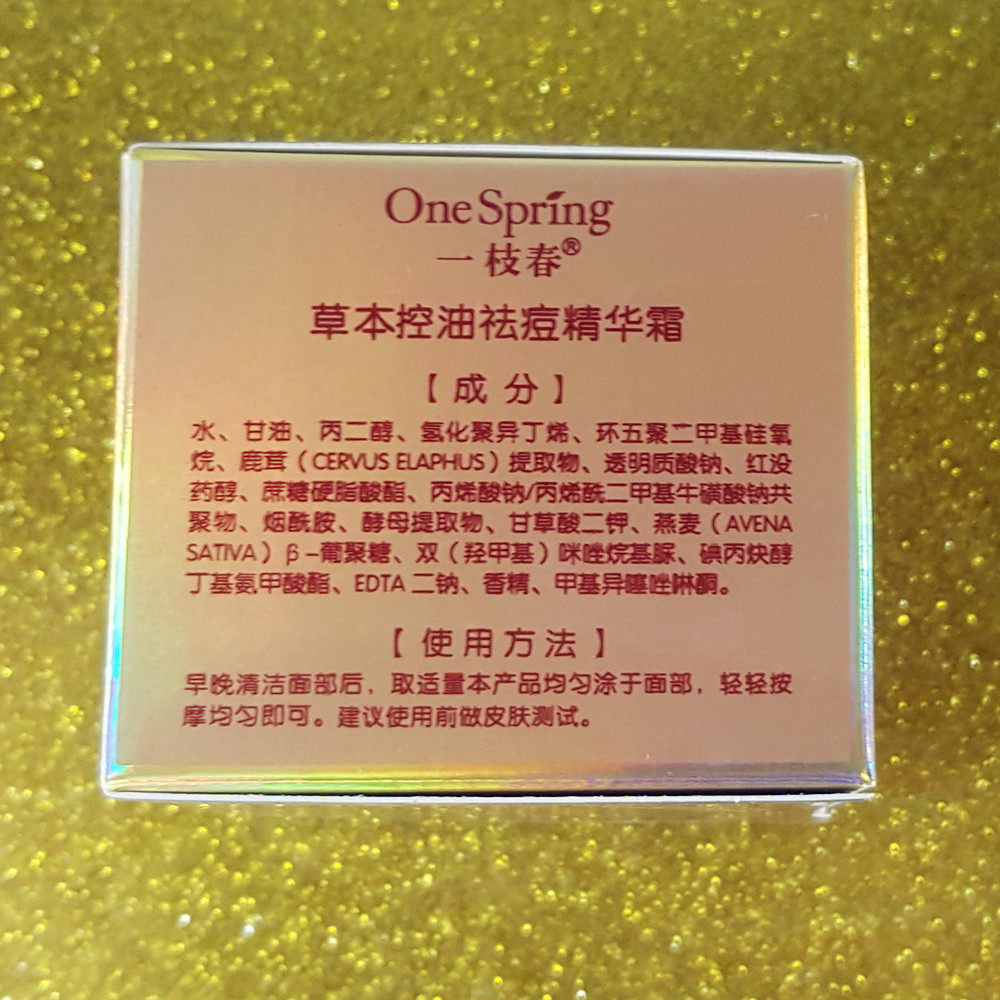 One Spring
一枝春®
草本控油祛痘精华霜
【成分】
水、甘油、丙二醇、氢化聚异丁烯、环五聚二甲基硅氧
烷、鹿茸（CERVUS ELAPHUS）提取物、透明质酸钠、红没
药醇、蔗糖硬脂酸酯、丙烯酸钠/丙烯酰二甲基牛磺酸钠共
聚物、烟酰胺、酵母提取物、甘草酸二钾、燕麦（AVENA
SATIVA）β-葡聚糖、双（羟甲基）咪唑烷基脲、碘丙炔醇
丁基氨甲酸酯、EDTA 二钠、香精、甲基异噻唑啉酮。
【使用方法】
早晚清洁面部后，取适量本产品均匀涂于面部，轻轻按
摩均匀即可。建议使用前做皮肤测试。